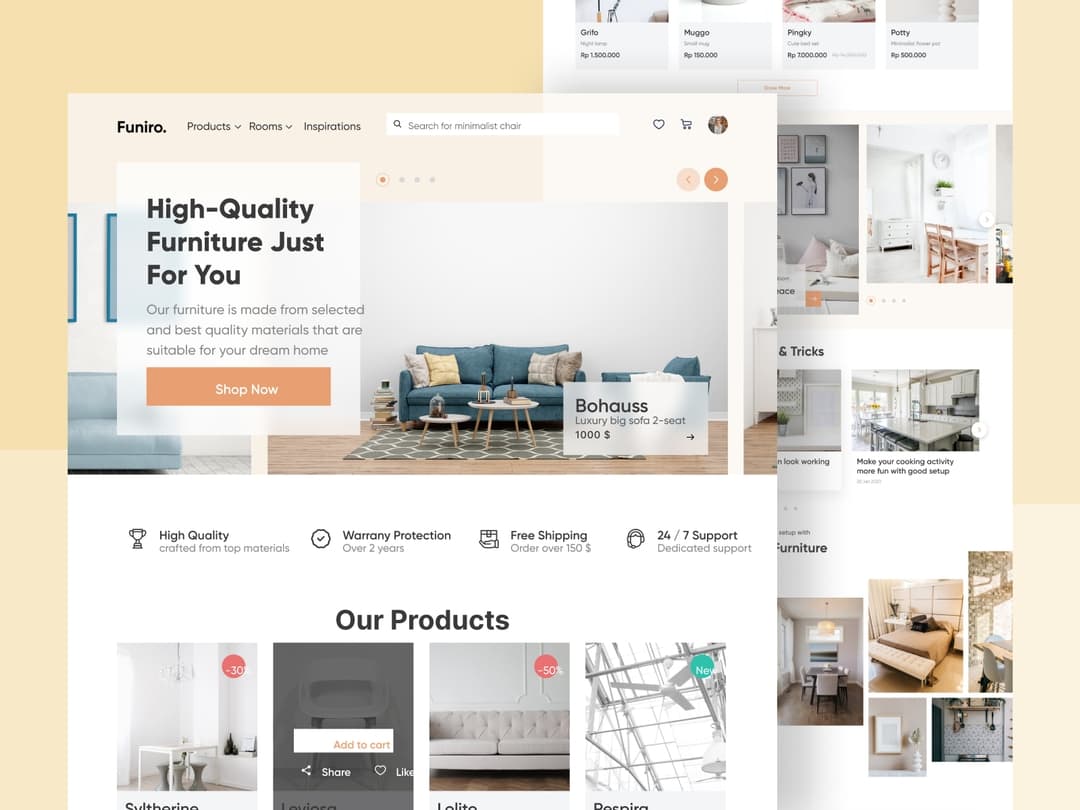 Grifo
Night lamp
Rp 1.500.000
Muggo
Small mug
Rp 150.000
Pingky
Cute bed set
Rp 7.000.000 Rp 14.000.000
Potty
Minimalist flower pot
Rp 500.000
Show More
Funiro.
Products
Rooms
Inspirations
Search for minimalist chair
High-Quality
Furniture Just
For You
Our furniture is made from selected
and best quality materials that are
suitable for your dream home
Shop Now
Bohauss
Luxury big sofa 2-seat
1000 $
High Quality
crafted from top materials
Warrany Protection
Over 2 years
Free Shipping
Order over 150 $
24 / 7 Support
Dedicated support
Our Products
-30%
-50%
New
Add to cart
Share
Like
Syltherine
Leviosa
Lolito
Respira
& Tricks
look working
Make your cooking activity
more fun with good setup
20 Jan 2020
setup with
Furniture